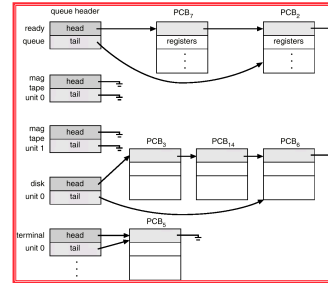 queue header PCB7 PCB2
ready head
queue tail registers registers
mag head
tape tail
unit 0
mag head
tape tail
unit 1 PCB3 PCB14 PCB6
disk head
unit 0 tail
PCB5
terminal head
unit 0 tail